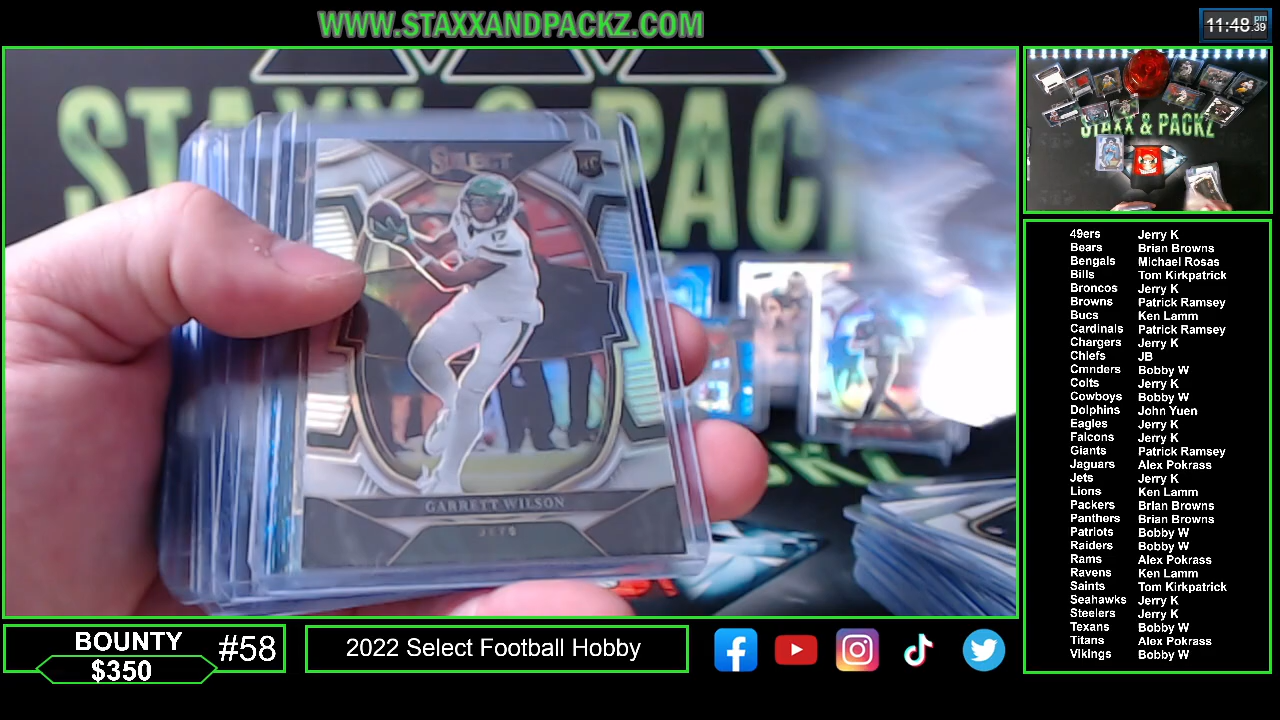 WWW.STAXXANDPACKZ.COM
11:48 pm .39
STAXX & PACKZ
SELECT
RC
17
GARRETT WILSON
JETS
STAXX & PACKZ
49ers Jerry K
Bears Brian Browns
Bengals Michael Rosas
Bills Tom Kirkpatrick
Broncos Jerry K
Browns Patrick Ramsey
Bucs Ken Lamm
Cardinals Patrick Ramsey
Chargers Jerry K
Chiefs JB
Cmnders Bobby W
Colts Jerry K
Cowboys Bobby W
Dolphins John Yuen
Eagles Jerry K
Falcons Jerry K
Giants Patrick Ramsey
Jaguars Alex Pokrass
Jets Jerry K
Lions Ken Lamm
Packers Brian Browns
Panthers Brian Browns
Patriots Bobby W
Raiders Bobby W
Rams Alex Pokrass
Ravens Ken Lamm
Saints Tom Kirkpatrick
Seahawks Jerry K
Steelers Jerry K
Texans Bobby W
Titans Alex Pokrass
Vikings Bobby W
BOUNTY #58
$350
2022 Select Football Hobby